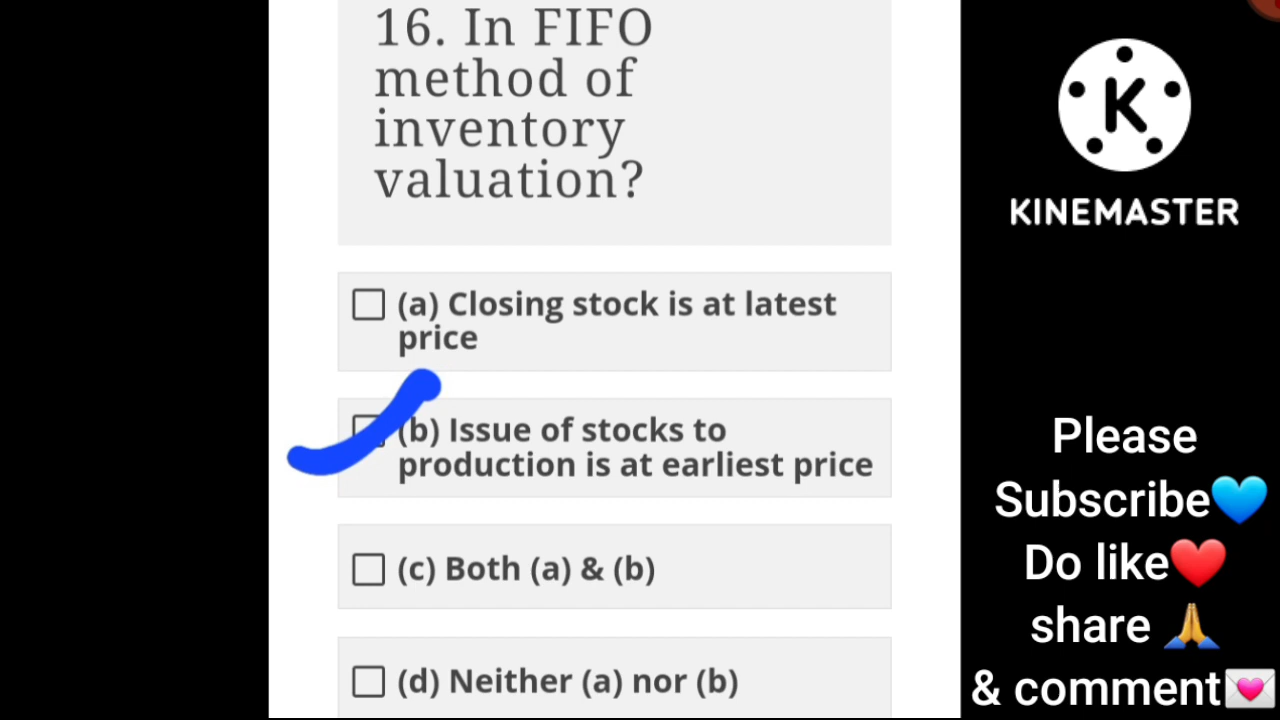 16. In FIFO
method of
inventory
valuation?
(a) Closing stock is at latest
price
(b) Issue of stocks to
production is at earliest price
(c) Both (a) & (b)
(d) Neither (a) nor (b)
K
KINEMASTER
Please
Subscribe💙
Do like❤️
share 🙏
& comment💌